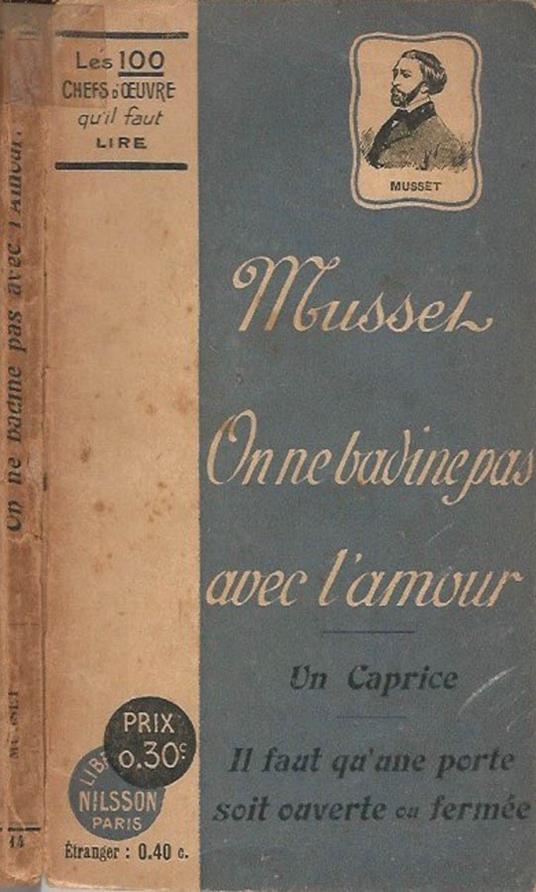 On ne badine pas avec l'Amour.
MUSSET
14
Les 100
CHEFS D'ŒUVRE
qu'il faut
LIRE
MUSSET
Musset
On ne badine pas
avec l'amour
Un Caprice
Il faut qu'une porte
soit ouverte ou fermée
PRIX
0.30c
LIB
NILSSON
PARIS
Étranger : 0.40 c.